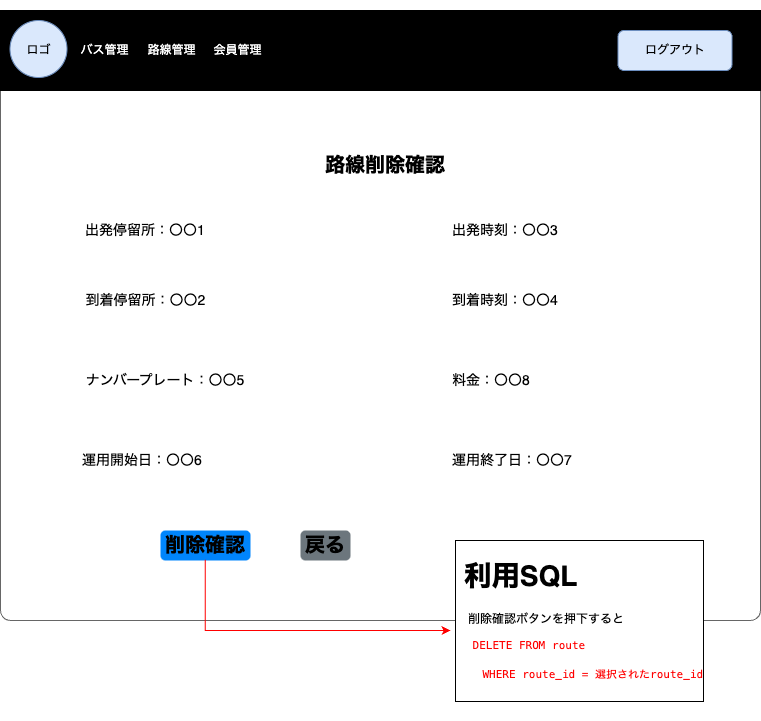 ロゴ バス管理 路線管理 会員管理 ログアウト
路線削除確認
出発停留所：〇〇1 出発時刻：〇〇3
到着停留所：〇〇2 到着時刻：〇〇4
ナンバープレート：〇〇5 料金：〇〇8
運用開始日：〇〇6 運用終了日：〇〇7
削除確認 戻る
利用SQL
削除確認ボタンを押下すると
DELETE FROM route
WHERE route_id = 選択されたroute_id